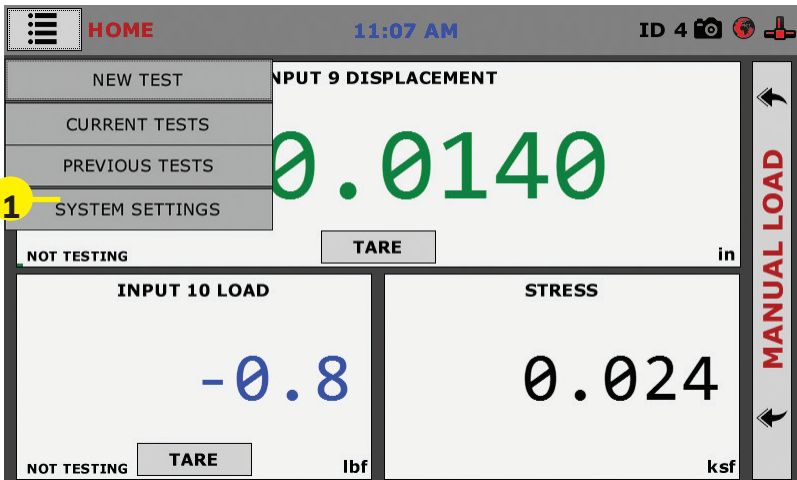 HOME
11:07 AM
ID 4
NEW TEST
CURRENT TESTS
PREVIOUS TESTS
SYSTEM SETTINGS
1
NPUT 9 DISPLACEMENT
0.0140
NOT TESTING
TARE
in
INPUT 10 LOAD
-0.8
NOT TESTING
TARE
lbf
STRESS
0.024
ksf
MANUAL LOAD